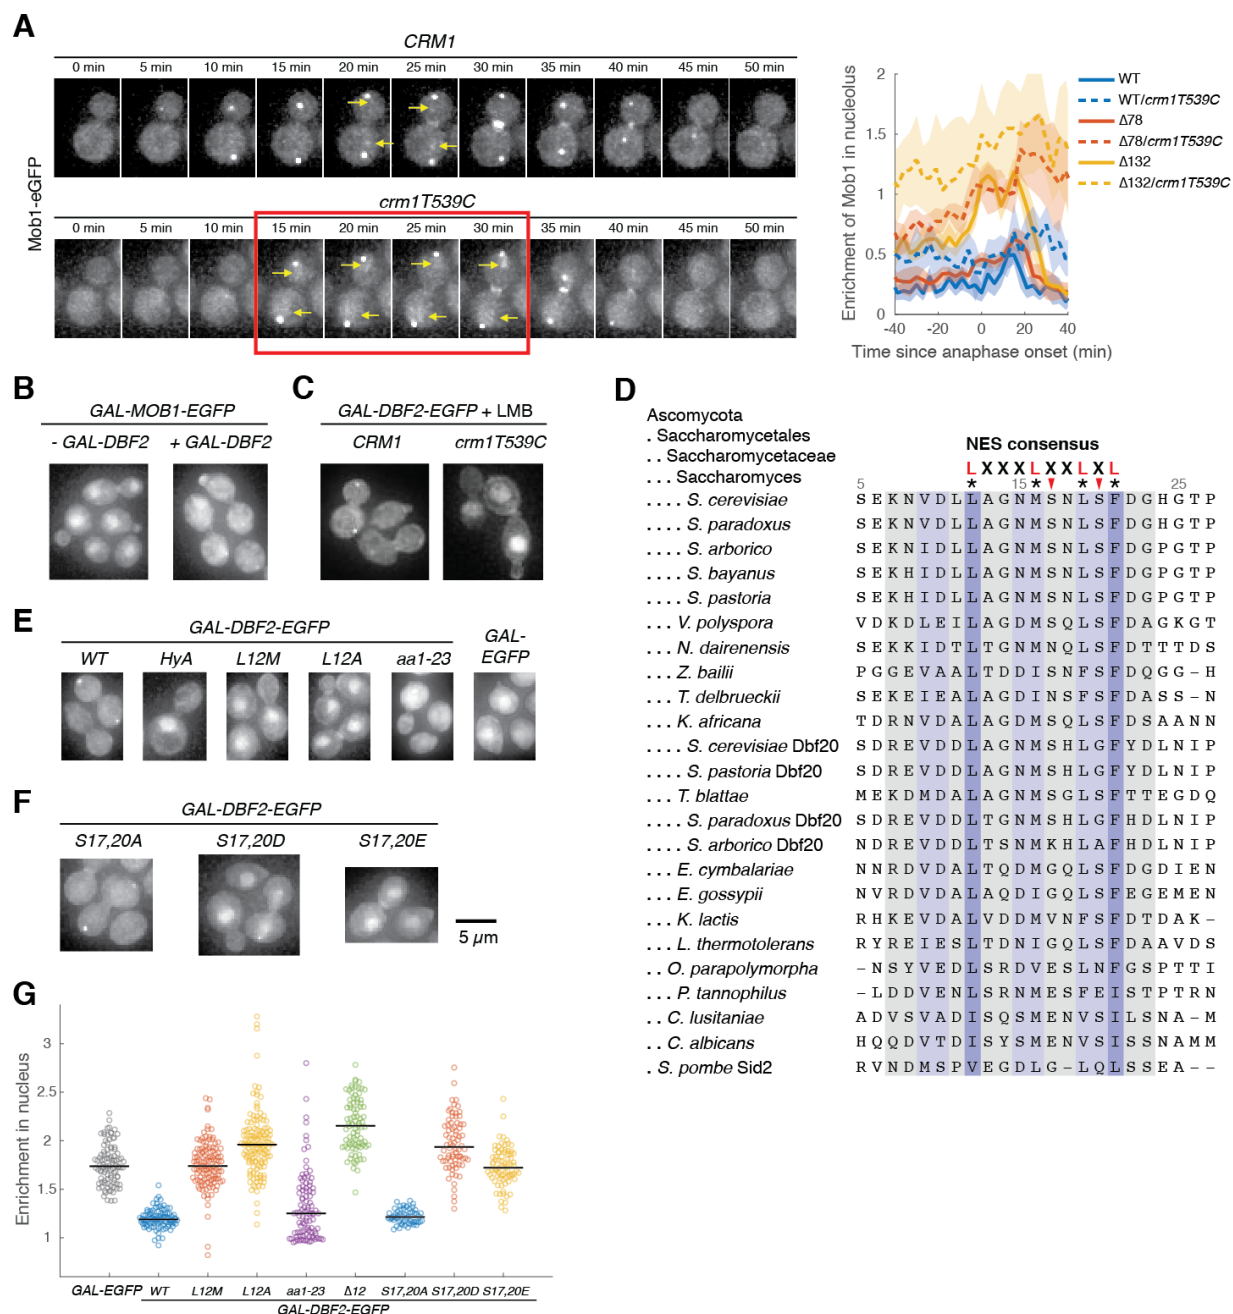 A
CRM1
0 min 5 min 10 min 15 min 20 min 25 min 30 min 35 min 40 min 45 min 50 min
crm1T539C
0 min 5 min 10 min 15 min 20 min 25 min 30 min 35 min 40 min 45 min 50 min
Mob1-eGFP
Enrichment of Mob1 in nucleolus
2
1.5
1
0.5
0
-40 -20 0 20 40
Time since anaphase onset (min)
WT
WT/crm1T539C
Δ78
Δ78/crm1T539C
Δ132
Δ132/crm1T539C
B
GAL-MOB1-EGFP
- GAL-DBF2 + GAL-DBF2
C
GAL-DBF2-EGFP + LMB
CRM1 crm1T539C
D
Ascomycota
. Saccharomycetales
. . Saccharomycetaceae
. . . Saccharomyces
NES consensus
L X X X L X X L X L
5 15 25
* * * *
. . . . S. cerevisiae S E K N V D L L A G N M S N L S F D G H G T P
. . . . S. paradoxus S E K N V D L L A G N M S N L S F D G H G T P
. . . . S. arborico S E K N I D L L A G N M S N L S F D G P G T P
. . . . S. bayanus S E K H I D L L A G N M S N L S F D G P G T P
. . . . S. pastoria S E K H I D L L A G N M S N L S F D G P G T P
. . . V. polyspora V D K D L E I L A G D M S Q L S F D A G K G T
. . . N. dairenensis S E K K I D T L T G N M N Q L S F D T T T D S
. . . Z. bailii P G G E V A A L T D D I S N F S F D Q G G – H
. . . T. delbrueckii S E K E I E A L A G D I N S F S F D A S S – N
. . . K. africana T D R N V D A L A G D M S Q L S F D S A A N N
. . . . S. cerevisiae Dbf20 S D R E V D D L A G N M S H L G F Y D L N I P
. . . . S. pastoria Dbf20 S D R E V D D L A G N M S H L G F Y D L N I P
. . . T. blattae M E K D M D A L A G N M S G L S F T T E G D Q
. . . . S. paradoxus Dbf20 S D R E V D D L T G N M S H L G F H D L N I P
. . . . S. arborico Dbf20 N D R E V D D L T S N M K H L A F H D L N I P
. . . E. cymbalariae N N R D V D A L T Q D M G Q L S F D G D I E N
. . . E. gossypii N V R D V D A L A Q D I G Q L S F E G E M E N
. . . K. lactis R H K E V D A L V D D M V N F S F D T D A K –
. . . L. thermotolerans R Y R E I E S L T D N I G Q L S F D A A V D S
. . O. parapolymorpha – N S Y V E D L S R D V E S L N F G S P T T I
. . . P. tannophilus – L D D V E N L S R N M E S F E I S T P T R N
. . C. lusitaniae A D V S V A D I S Q S M E N V S I L S N A – M
. . C. albicans H Q Q D V T D I S Y S M E N V S I S S N A M M
. S. pombe Sid2 R V N D M S P V E G D L G – L Q L S S E A – –
E
GAL-DBF2-EGFP
WT HyA L12M L12A aa1-23
GAL-
EGFP
F
GAL-DBF2-EGFP
S17,20A S17,20D S17,20E
5 μm
G
Enrichment in nucleus
3
2.5
2
1.5
1
GAL-EGFP WT L12M L12A aa1-23 Δ12 S17,20A S17,20D S17,20E
GAL-DBF2-EGFP